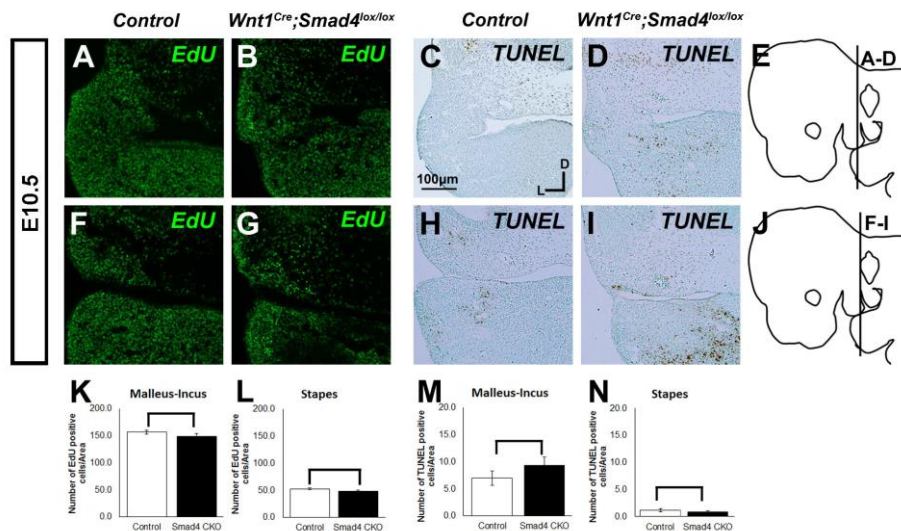 Control Wnt1Cre;Smad4lox/lox Control Wnt1Cre;Smad4lox/lox
E10.5
A EdU B EdU C TUNEL D TUNEL E A-D
100µm L D
F EdU G EdU H TUNEL I TUNEL J F-I
K Malleus-Incus
Number of EdU positive
cells/Area
200.0
150.0
100.0
50.0
0.0
Control Smad4 CKO
L Stapes
Number of EdU positive
cells/Area
200.0
150.0
100.0
50.0
0.0
Control Smad4 CKO
M Malleus-Incus
Number of TUNEL positive
cells/Area
20.0
15.0
10.0
5.0
0.0
Control Smad4 CKO
N Stapes
Number of TUNEL positive
cells/Area
20.0
15.0
10.0
5.0
0.0
Control Smad4 CKO